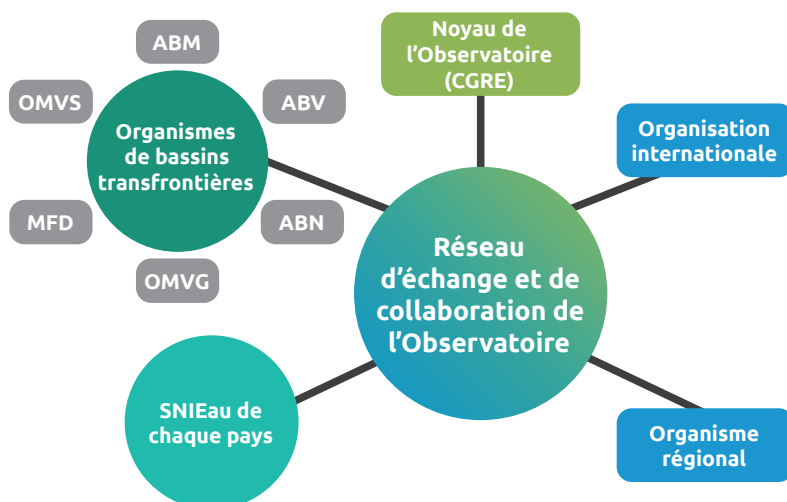 ABM
OMVS
ABV
Organismes
de bassins
transfrontières
MFD
ABN
OMVG
Noyau de
l’Observatoire
(CGRE)
Organisation
internationale
Réseau
d’échange et de
collaboration de
l’Observatoire
SNIEau de
chaque pays
Organisme
régional